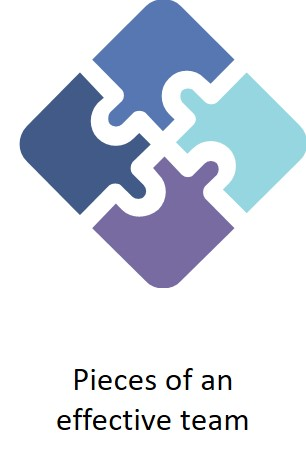 Pieces of an
effective team